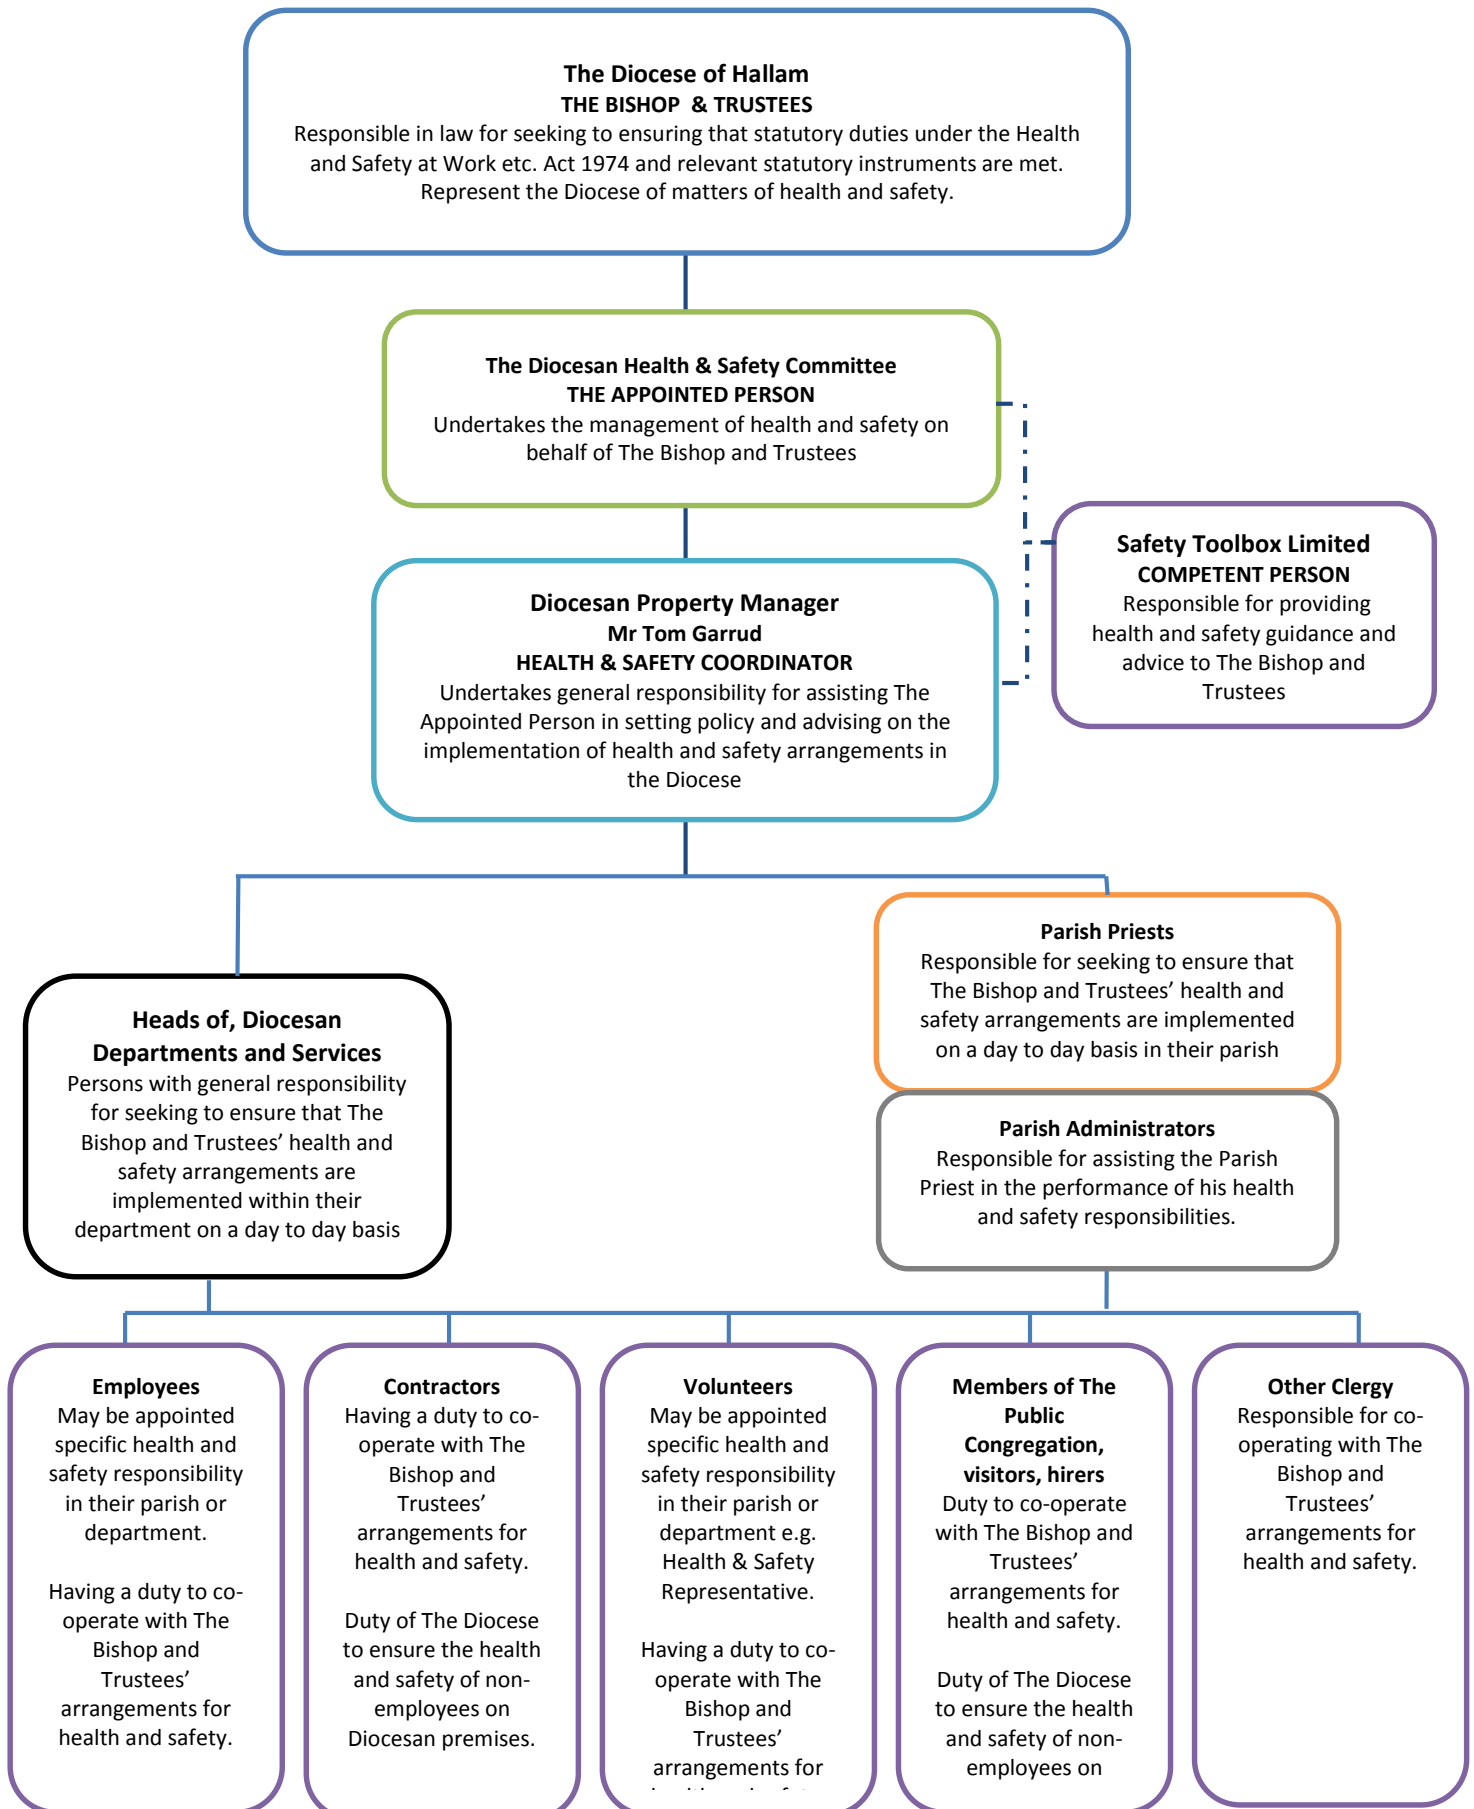 The Diocese of Hallam
THE BISHOP & TRUSTEES
Responsible in law for seeking to ensuring that statutory duties under the Health
and Safety at Work etc. Act 1974 and relevant statutory instruments are met.
Represent the Diocese of matters of health and safety.
The Diocesan Health & Safety Committee
THE APPOINTED PERSON
Undertakes the management of health and safety on
behalf of The Bishop and Trustees
Safety Toolbox Limited
COMPETENT PERSON
Responsible for providing
health and safety guidance and
advice to The Bishop and
Trustees
Diocesan Property Manager
Mr Tom Garrud
HEALTH & SAFETY COORDINATOR
Undertakes general responsibility for assisting The
Appointed Person in setting policy and advising on the
implementation of health and safety arrangements in
the Diocese
Parish Priests
Responsible for seeking to ensure that
The Bishop and Trustees’ health and
safety arrangements are implemented
on a day to day basis in their parish
Heads of, Diocesan
Departments and Services
Persons with general responsibility
for seeking to ensure that The
Bishop and Trustees’ health and
safety arrangements are
implemented within their
department on a day to day basis
Parish Administrators
Responsible for assisting the Parish
Priest in the performance of his health
and safety responsibilities.
Employees
May be appointed
specific health and
safety responsibility
in their parish or
department.
Having a duty to co-
operate with The
Bishop and
Trustees’
arrangements for
health and safety.
Contractors
Having a duty to co-
operate with The
Bishop and
Trustees’
arrangements for
health and safety.
Duty of The Diocese
to ensure the health
and safety of non-
employees on
Diocesan premises.
Volunteers
May be appointed
specific health and
safety responsibility
in their parish or
department e.g.
Health & Safety
Representative.
Having a duty to co-
operate with The
Bishop and
Trustees’
arrangements for
Members of The
Public
Congregation,
visitors, hirers
Duty to co-operate
with The Bishop and
Trustees’
arrangements for
health and safety.
Duty of The Diocese
to ensure the health
and safety of non-
employees on
Other Clergy
Responsible for co-
operating with The
Bishop and
Trustees’
arrangements for
health and safety.